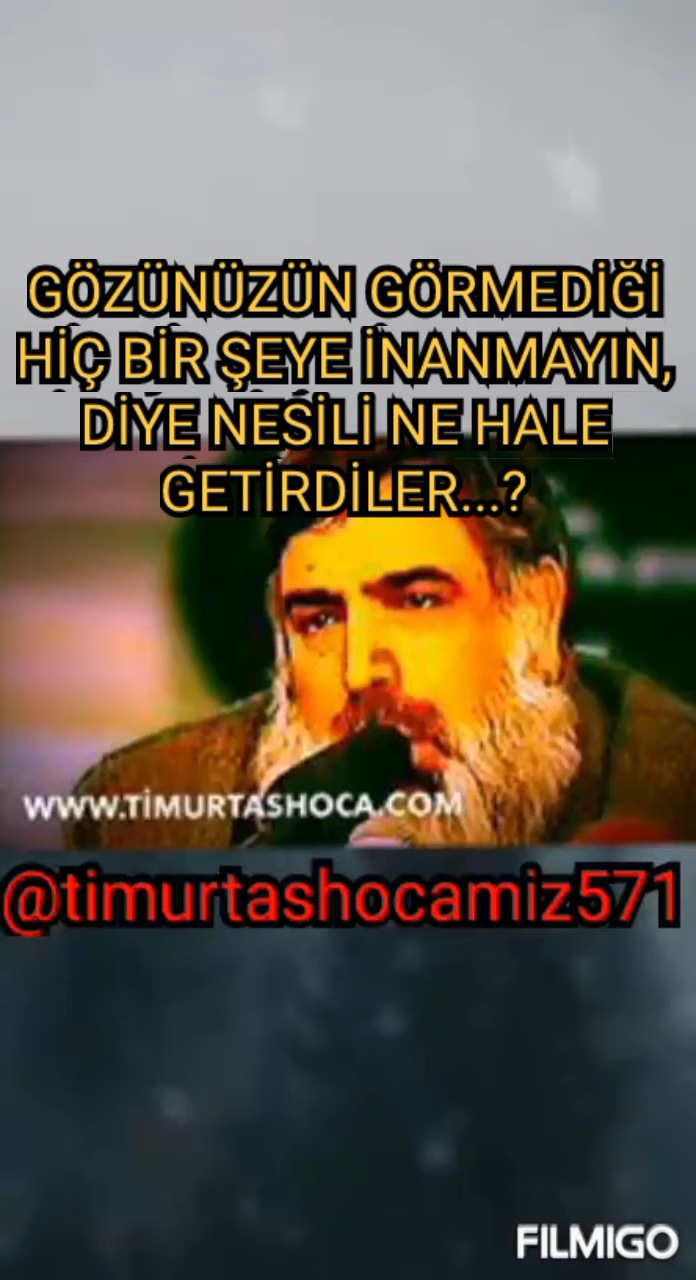 GÖZÜNÜZÜN GÖRMEDİĞİ
HİÇ BİR ŞEYE İNANMAYIN,
DİYE NESİLİ NE HALE
GETİRDİLER...?
WWW.TİMURTASHOCA.COM
@timurtashocamiz571
FILMIGO